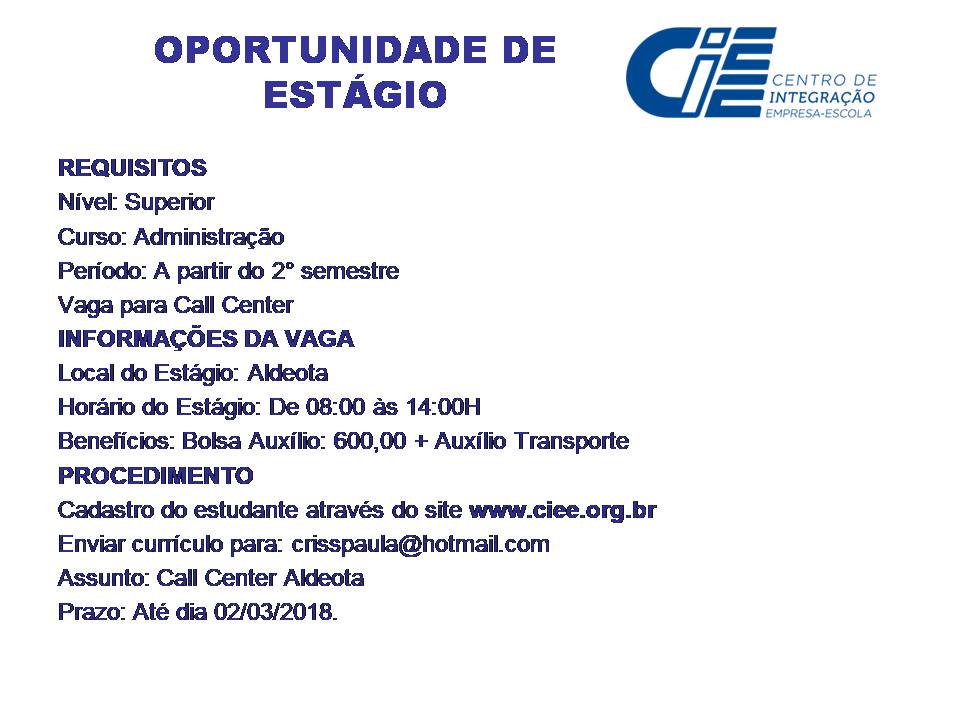 OPORTUNIDADE DE
ESTÁGIO
CIEE
CENTRO DE
INTEGRAÇÃO
EMPRESA-ESCOLA
REQUISITOS
Nível: Superior
Curso: Administração
Período: A partir do 2° semestre
Vaga para Call Center
INFORMAÇÕES DA VAGA
Local do Estágio: Aldeota
Horário do Estágio: De 08:00 às 14:00H
Benefícios: Bolsa Auxílio: 600,00 + Auxílio Transporte
PROCEDIMENTO
Cadastro do estudante através do site www.ciee.org.br
Enviar currículo para: crisspaula@hotmail.com
Assunto: Call Center Aldeota
Prazo: Até dia 02/03/2018.